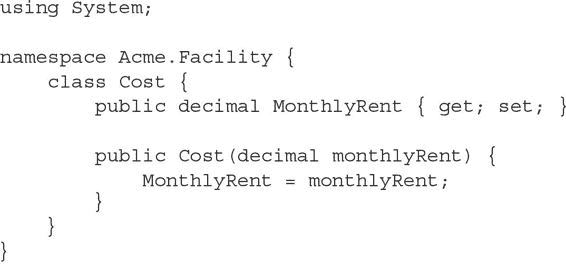 using System;

namespace Acme.Facility {
    class Cost {
        public decimal MonthlyRent { get; set; }

        public Cost(decimal monthlyRent) {
            MonthlyRent = monthlyRent;
        }
    }
}